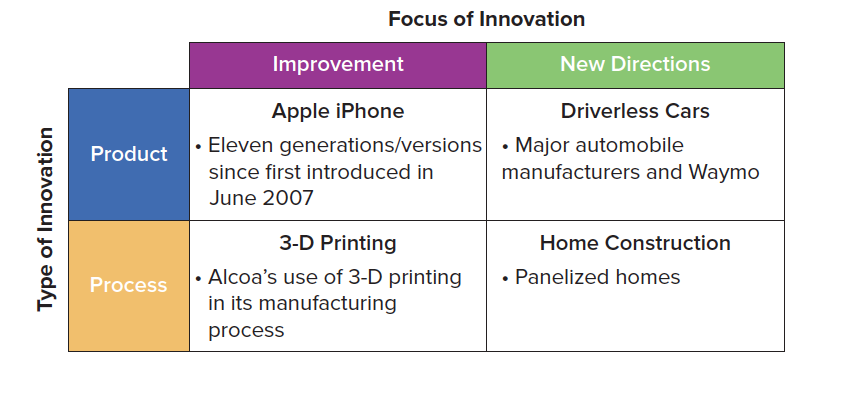 Focus of Innovation
Improvement
New Directions
Type of Innovation
Product
Apple iPhone
• Eleven generations/versions
since first introduced in
June 2007
Driverless Cars
• Major automobile
manufacturers and Waymo
Process
3-D Printing
• Alcoa’s use of 3-D printing
in its manufacturing
process
Home Construction
• Panelized homes